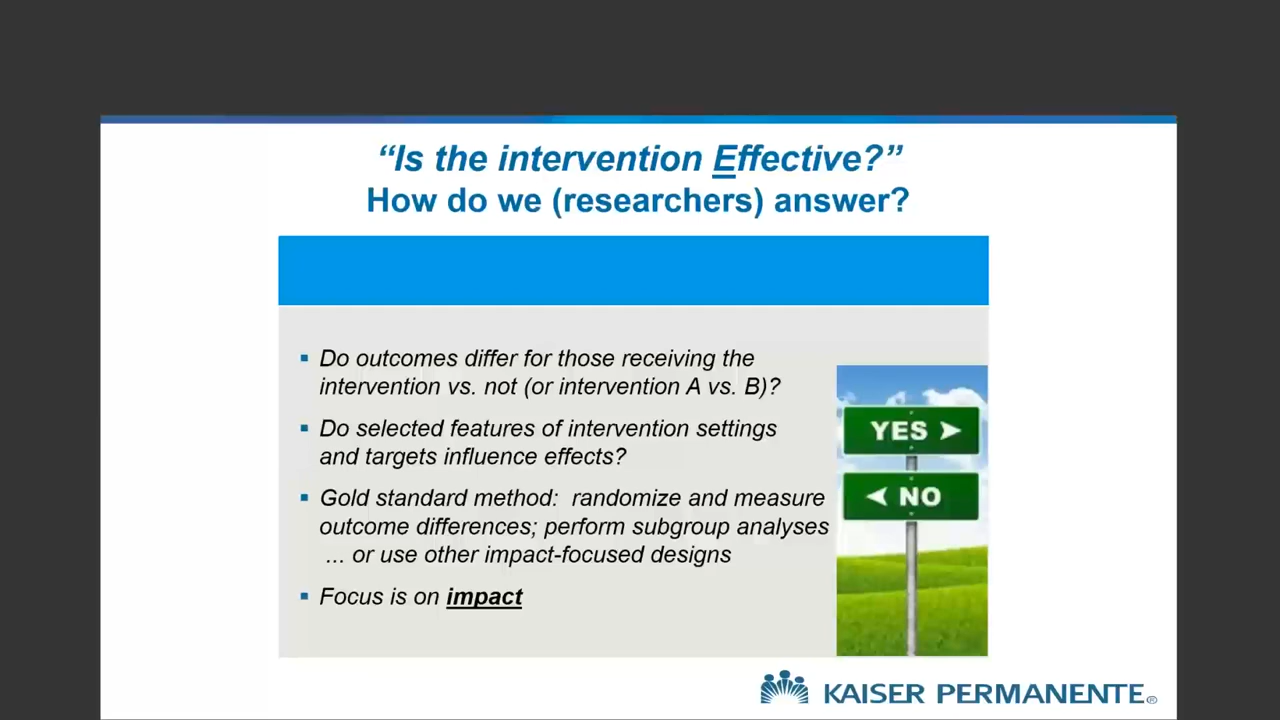 “Is the intervention Effective?”
How do we (researchers) answer?
▪ Do outcomes differ for those receiving the
intervention vs. not (or intervention A vs. B)?
▪ Do selected features of intervention settings
and targets influence effects?
▪ Gold standard method:  randomize and measure
outcome differences; perform subgroup analyses
... or use other impact-focused designs
▪ Focus is on impact
YES
NO
KAISER PERMANENTE®